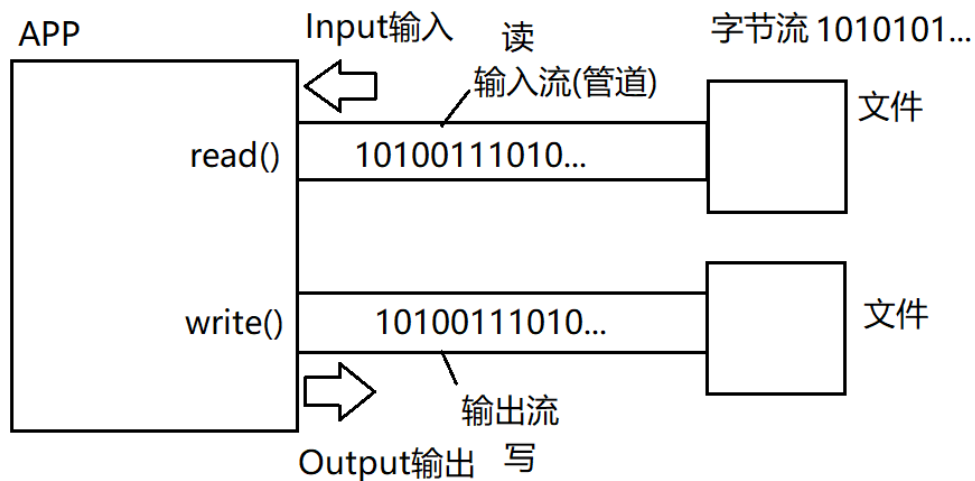 APP
Input输入
读
字节流 1010101...
输入流(管道)
文件
read()
10100111010...
write()
10100111010...
文件
输出流
Output输出
写